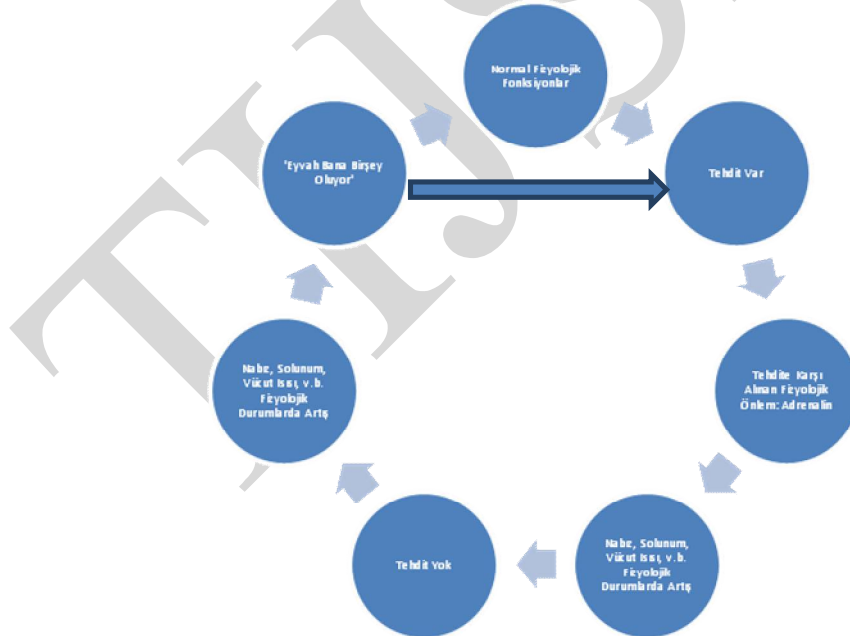 Normal Fizyolojik
Fonksiyonlar
Tehdit Var
Tehdite Karşı
Alınan Fizyolojik
Önlem: Adrenalin
Nabız, Solunum,
Vücut Isısı, v.b.
Fizyolojik
Durumlarda Artış
Tehdit Yok
Nabız, Solunum,
Vücut Isısı, v.b.
Fizyolojik
Durumlarda Artış
'Eyvah Bana Birşey
Oluyor'